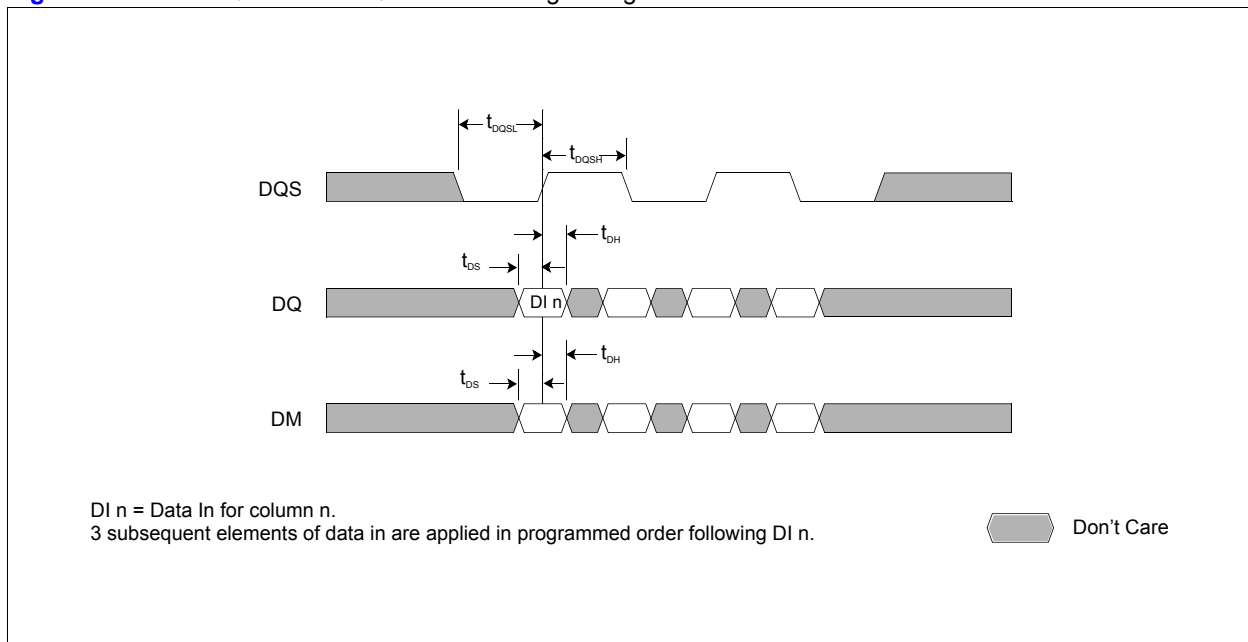 tDQSL
tDQSH
DQS
tDH
tDS
DQ
DI n
tDH
tDS
DM
DI n = Data In for column n.
3 subsequent elements of data in are applied in programmed order following DI n.
Don't Care